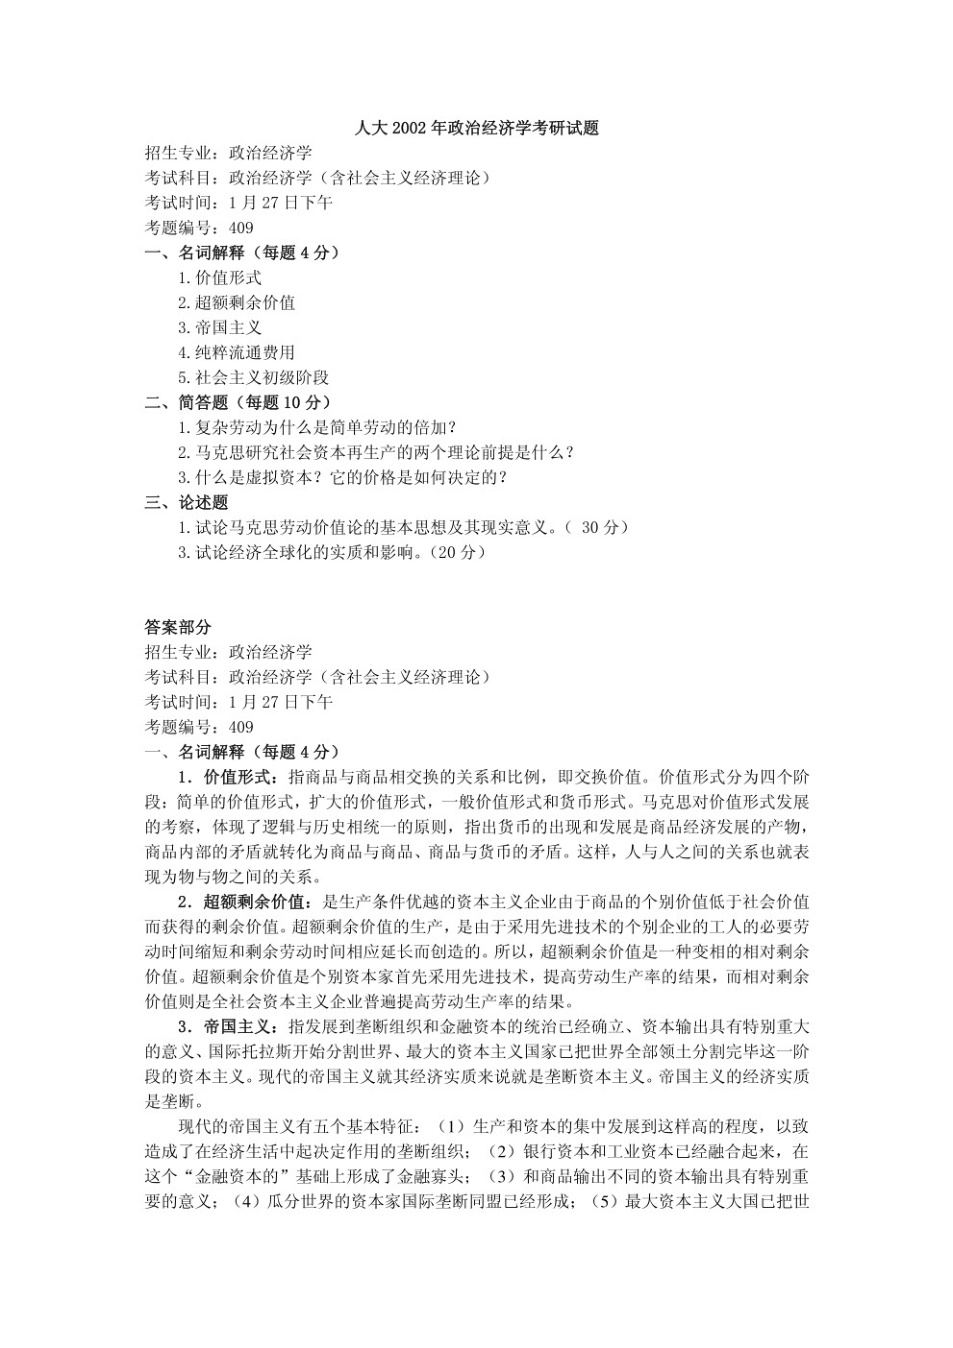 人大 2002 年政治经济学考研试题
招生专业：政治经济学
考试科目：政治经济学（含社会主义经济理论）
考试时间：1 月 27 日下午
考题编号：409
一、名词解释（每题 4 分）
1.价值形式
2.超额剩余价值
3.帝国主义
4.纯粹流通费用
5.社会主义初级阶段
二、简答题（每题 10 分）
1.复杂劳动为什么是简单劳动的倍加？
2.马克思研究社会资本再生产的两个理论前提是什么？
3.什么是虚拟资本？它的价格是如何决定的？
三、论述题
1.试论马克思劳动价值论的基本思想及其现实意义。（ 30 分）
3.试论经济全球化的实质和影响。（20 分）
答案部分
招生专业：政治经济学
考试科目：政治经济学（含社会主义经济理论）
考试时间：1 月 27 日下午
考题编号：409
一、名词解释（每题 4 分）
1．价值形式：指商品与商品相交换的关系和比例，即交换价值。价值形式分为四个阶
段：简单的价值形式，扩大的价值形式，一般价值形式和货币形式。马克思对价值形式发展
的考察，体现了逻辑与历史相统一的原则，指出货币的出现和发展是商品经济发展的产物，
商品内部的矛盾就转化为商品与商品、商品与货币的矛盾。这样，人与人之间的关系也就表
现为物与物之间的关系。
2．超额剩余价值：是生产条件优越的资本主义企业由于商品的个别价值低于社会价值
而获得的剩余价值。超额剩余价值的生产，是由于采用先进技术的个别企业的工人的必要劳
动时间缩短和剩余劳动时间相应延长而创造的。所以，超额剩余价值是一种变相的相对剩余
价值。超额剩余价值是个别资本家首先采用先进技术，提高劳动生产率的结果，而相对剩余
价值则是全社会资本主义企业普遍提高劳动生产率的结果。
3．帝国主义：指发展到垄断组织和金融资本的统治已经确立、资本输出具有特别重大
的意义、国际托拉斯开始分割世界、最大的资本主义国家已把世界全部领土分割完毕这一阶
段的资本主义。现代的帝国主义就其经济实质来说就是垄断资本主义。帝国主义的经济实质
是垄断。
现代的帝国主义有五个基本特征：（1）生产和资本的集中发展到这样高的程度，以致
造成了在经济生活中起决定作用的垄断组织；（2）银行资本和工业资本已经融合起来，在
这个“金融资本的”基础上形成了金融寡头；（3）和商品输出不同的资本输出具有特别重
要的意义；（4）瓜分世界的资本家国际垄断同盟已经形成；（5）最大资本主义大国已把世